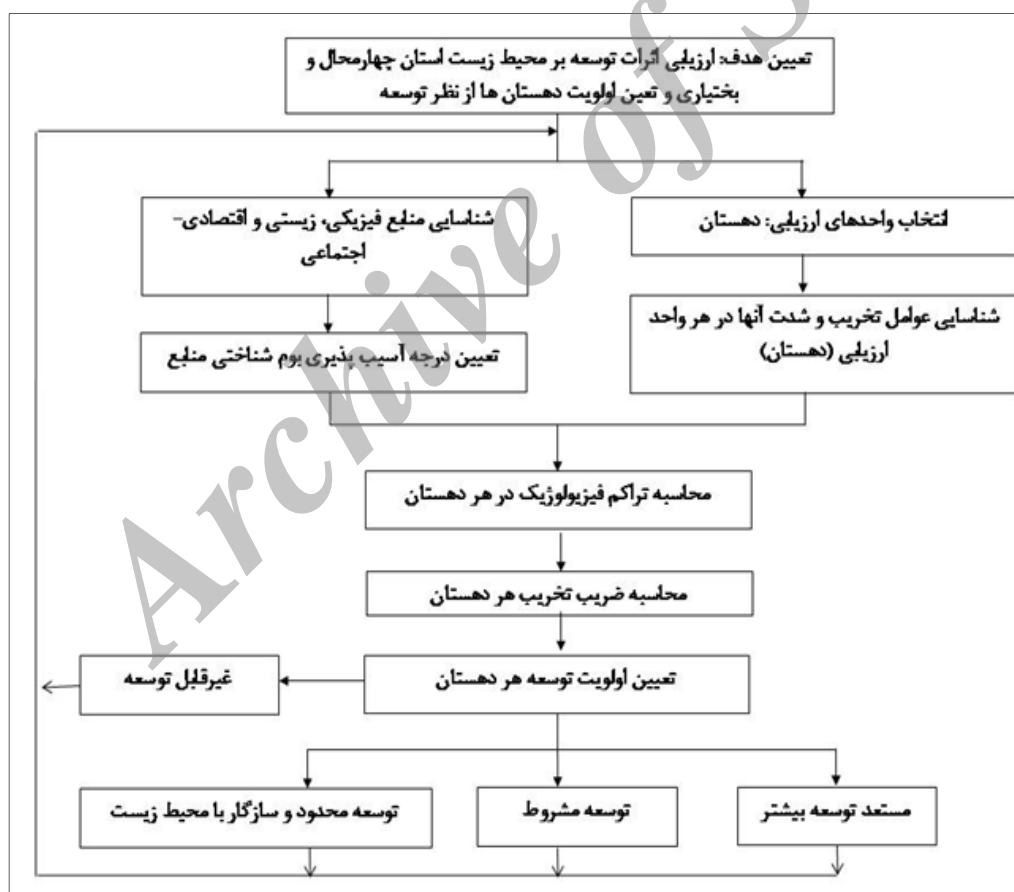 تعیین هدف: ارزیابی اثرات توسعه بر محیط زیست استان چهارمحال و
بختیاری و تعین اولویت دهستان ها از نظر توسعه
انتخاب واحدهای ارزیابی: دهستان
شناسایی منابع فیزیکی، زیستی و اقتصادی-
اجتماعی
شناسایی عوامل تخریب و شدت آنها در هر واحد
ارزیابی (دهستان)
تعیین درجه آسیب پذیری بوم شناختی منابع
محاسبه تراکم فیزیولوژیک در هر دهستان
محاسبه ضریب تخریب هر دهستان
تعیین اولویت توسعه هر دهستان
غیرقابل توسعه
مستعد توسعه بیشتر
توسعه مشروط
توسعه محدود و سازگار با محیط زیست
Archive of S